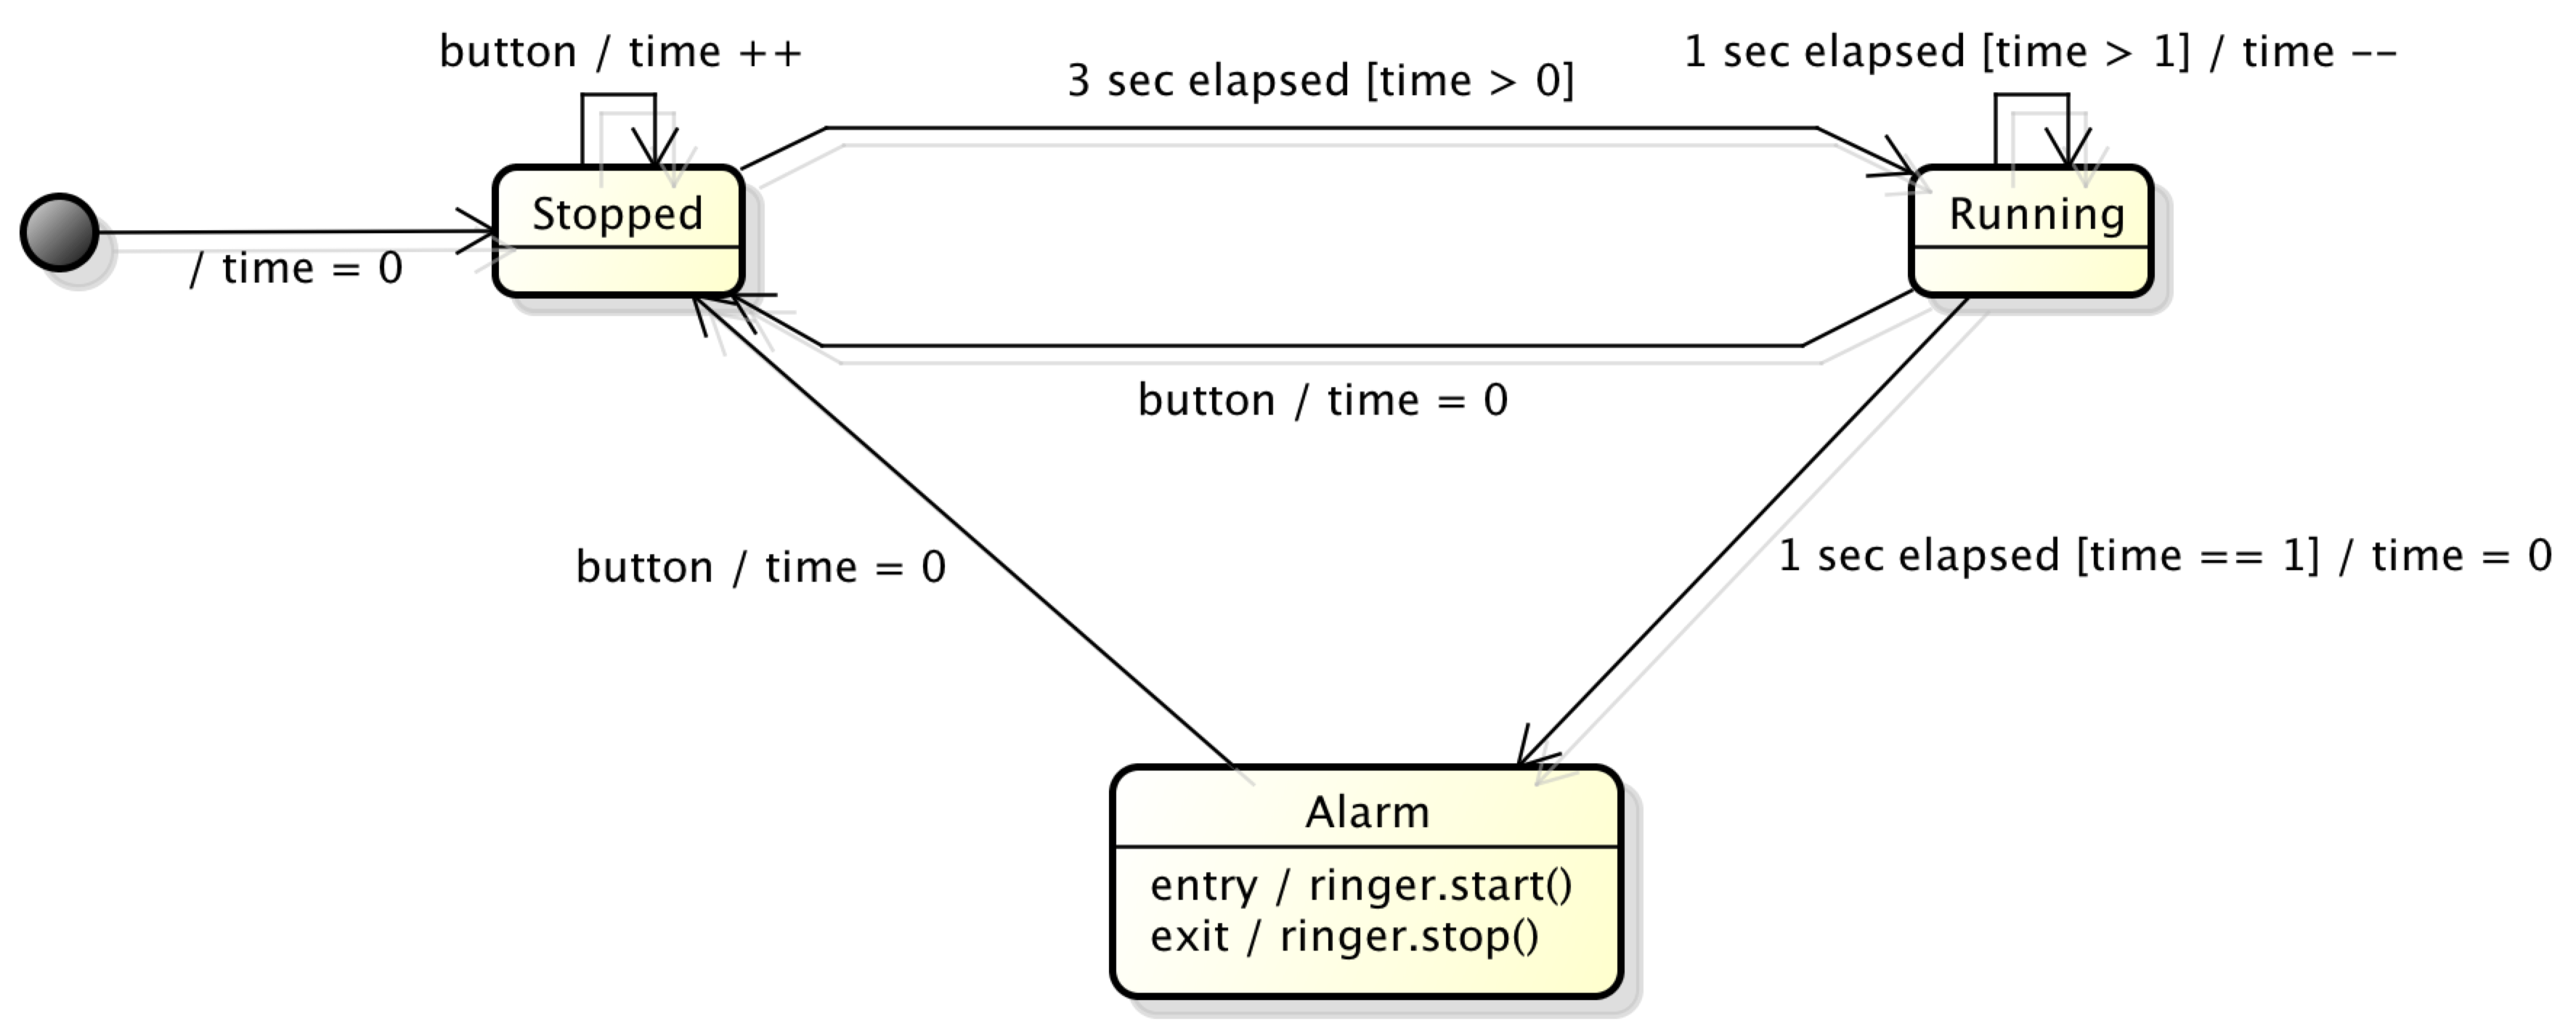 button / time ++
3 sec elapsed [time > 0]
1 sec elapsed [time > 1] / time --
Stopped
Running
/ time = 0
button / time = 0
button / time = 0
1 sec elapsed [time == 1] / time = 0
Alarm
entry / ringer.start()
exit / ringer.stop()